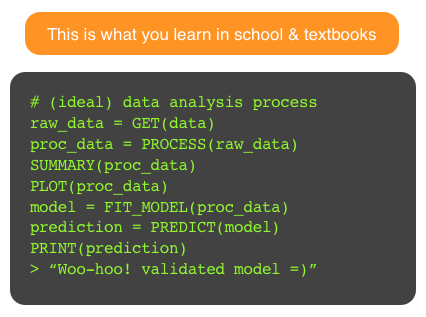 This is what you learn in school & textbooks
# (ideal) data analysis process
raw_data = GET(data)
proc_data = PROCESS(raw_data)
SUMMARY(proc_data)
PLOT(proc_data)
model = FIT_MODEL(proc_data)
prediction = PREDICT(model)
PRINT(prediction)
> “Woo-hoo! validated model =)”